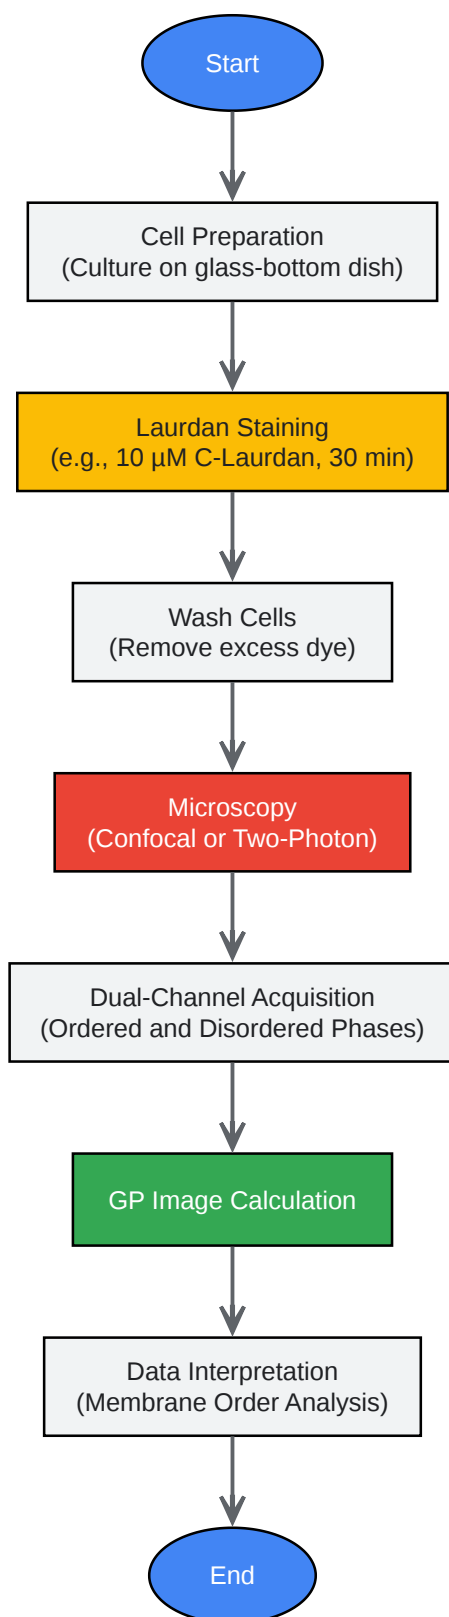 Start
Cell Preparation
(Culture on glass-bottom dish)
Laurdan Staining
(e.g., 10 µM C-Laurdan, 30 min)
Wash Cells
(Remove excess dye)
Microscopy
(Confocal or Two-Photon)
Dual-Channel Acquisition
(Ordered and Disordered Phases)
GP Image Calculation
Data Interpretation
(Membrane Order Analysis)
End